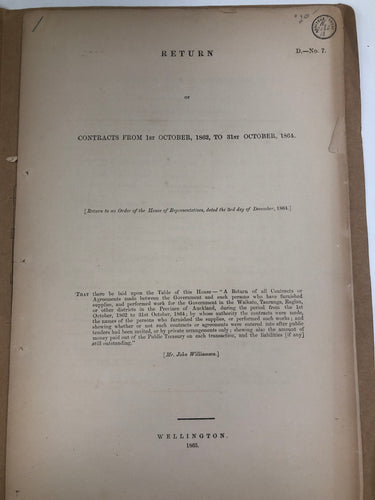 "20"
RETURN
D.—No. 7.
OF
CONTRACTS FROM 1ST OCTOBER, 1862, TO 31ST OCTOBER, 1864.
[Return to an Order of the House of Representatives, dated the 3rd day of December, 1864.]
THAT there be laid upon the Table of this House—"A Return of all Contracts or
Agreements made between the Government and such persons who have furnished
supplies, and performed work for the Government in the Waikato, Tauranga, Raglan,
or other districts in the Province of Auckland, during the period from the 1st
October, 1862 to 31st October, 1864; by whose authority the contracts were made,
the names of the persons who furnished the supplies, or performed such works; and
showing whether or not such contracts or agreements were entered into after public
tenders had been invited, or by private arrangements only; showing also the amount of
money paid out of the Public Treasury on each transaction, and the liabilities [if any]
still outstanding."
[Mr. John Williamson.]
WELLINGTON.
1865.